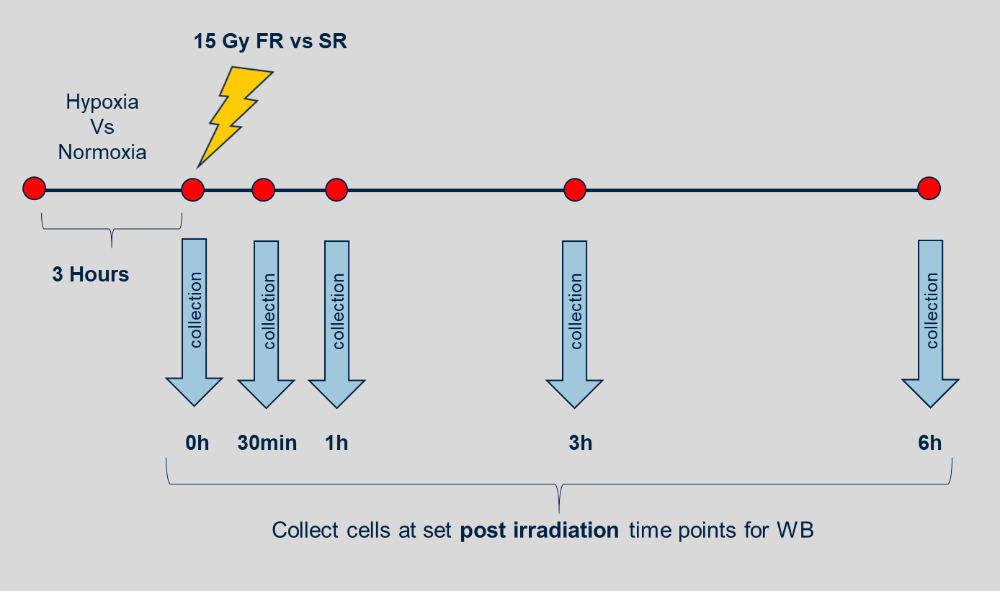 15 Gy FR vs SR
Hypoxia
Vs
Normoxia
3 Hours
collection
collection
collection
collection
collection
0h
30min
1h
3h
6h
Collect cells at set post irradiation time points for WB